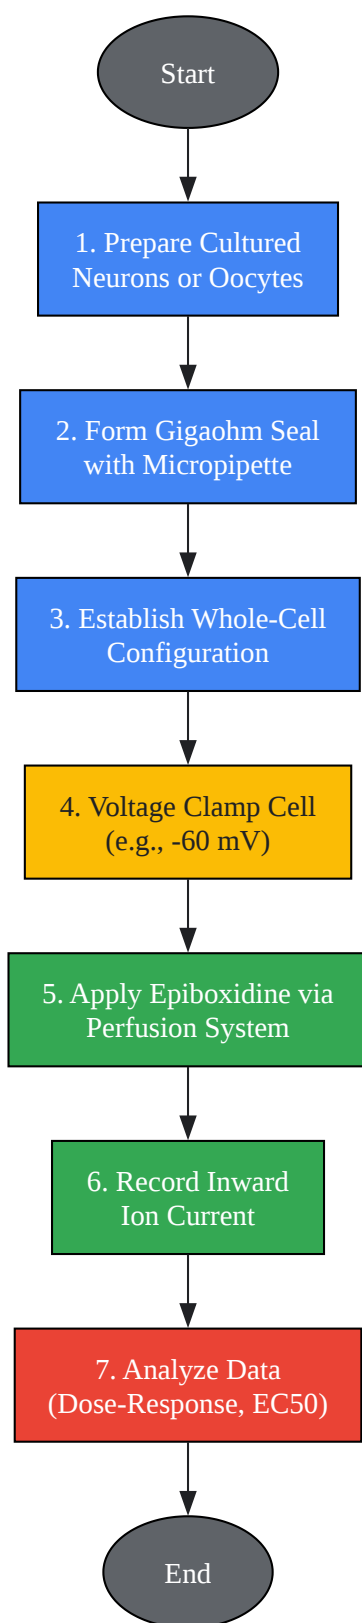 Start
1. Prepare Cultured
Neurons or Oocytes
2. Form Gigaohm Seal
with Micropipette
3. Establish Whole-Cell
Configuration
4. Voltage Clamp Cell
(e.g., -60 mV)
5. Apply Epiboxidine via
Perfusion System
6. Record Inward
Ion Current
7. Analyze Data
(Dose-Response, EC50)
End